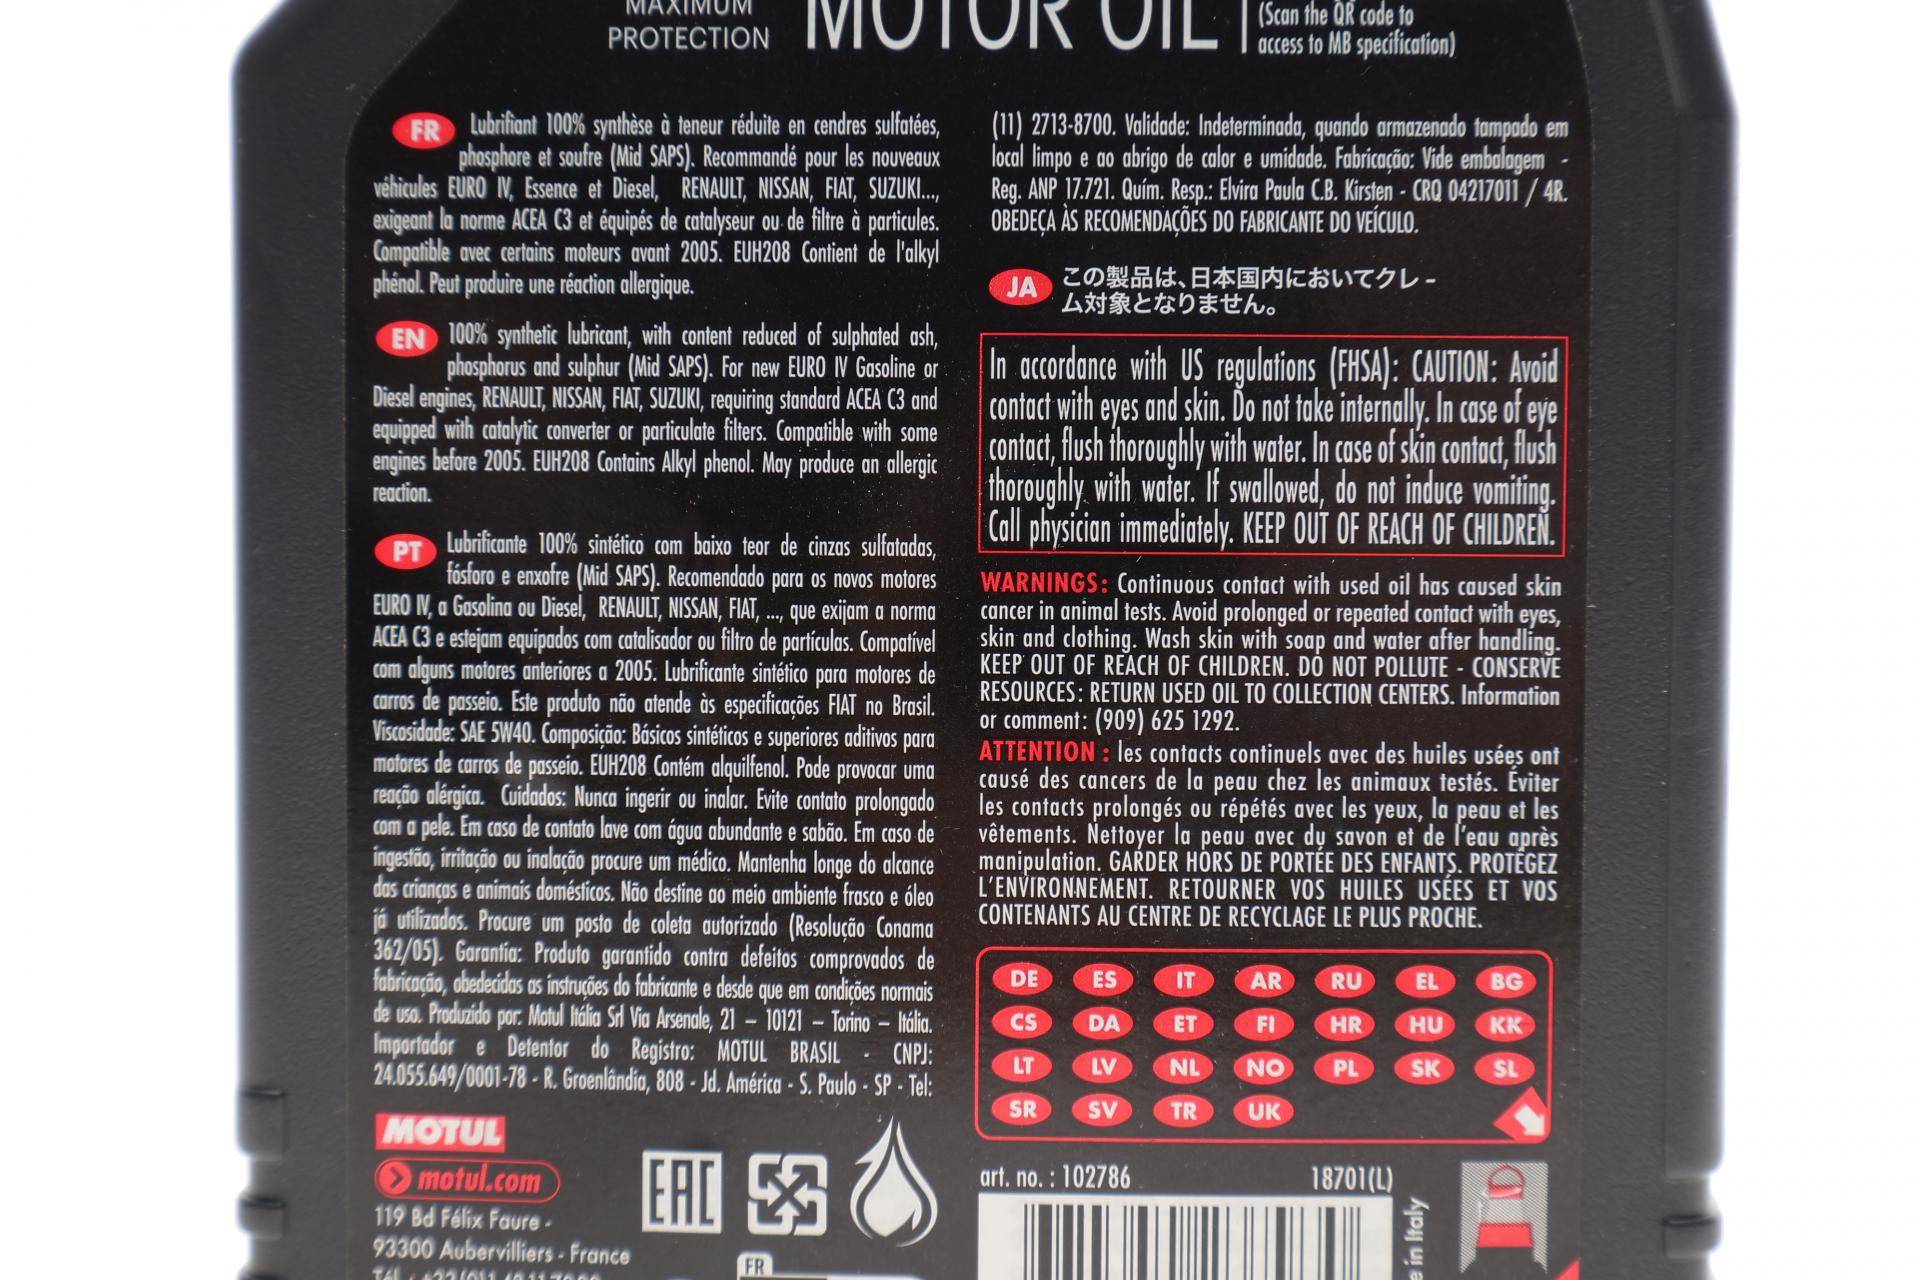 MAXIMUM
PROTECTION
MOTOR OIL
(Scan the QR code to
access to MB specification)
FR Lubrifiant 100% synthèse à teneur réduite en cendres sulfatées,
phosphore et soufre (Mid SAPS). Recommandé pour les nouveaux
véhicules EURO IV, Essence et Diesel, RENAULT, NISSAN, FIAT, SUZUKI...,
exigeant la norme ACEA C3 et équipés de catalyseur ou de filtre à particules.
Compatible avec certains moteurs avant 2005. EUH208 Contient de l'alkyl
phénol. Peut produire une réaction allergique.
EN 100% synthetic lubricant, with content reduced of sulphated ash,
phosphorus and sulphur (Mid SAPS). For new EURO IV Gasoline or
Diesel engines, RENAULT, NISSAN, FIAT, SUZUKI, requiring standard ACEA C3 and
equipped with catalytic converter or particulate filters. Compatible with some
engines before 2005. EUH208 Contains Alkyl phenol. May produce an allergic
reaction.
PT Lubrificante 100% sintético com baixo teor de cinzas sulfatadas,
fósforo e enxofre (Mid SAPS). Recomendado para os novos motores
EURO IV, a Gasolina ou Diesel, RENAULT, NISSAN, FIAT, ..., que exijam a norma
ACEA C3 e estejam equipados com catalisador ou filtro de partículas. Compatível
com alguns motores anteriores a 2005. Lubrificante sintético para motores de
carros de passeio. Este produto não atende às especificações FIAT no Brasil.
Viscosidade: SAE 5W40. Composição: Básicos sintéticos e superiores aditivos para
motores de carros de passeio. EUH208 Contém alquilfenol. Pode provocar uma
reação alérgica. Cuidados: Nunca ingerir ou inalar. Evite contato prolongado
com a pele. Em caso de contato lave com água abundante e sabão. Em caso de
ingestão, irritação ou inalação procure um médico. Mantenha longe do alcance
das crianças e animais domésticos. Não destine ao meio ambiente frasco e óleo
já utilizados. Procure um posto de coleta autorizado (Resolução Conama
362/05). Garantia: Produto garantido contra defeitos comprovados de
fabricação, obedecidas as instruções do fabricante e desde que em condições normais
de uso. Produzido por: Motul Itália Srl Via Arsenale, 21 – 10121 – Torino – Itália.
Importador e Detentor do Registro: MOTUL BRASIL - CNPJ:
24.055.649/0001-78 - R. Groenlândia, 808 - Jd. América - S. Paulo - SP - Tel:
(11) 2713-8700. Validade: Indeterminada, quando armazenado tampado em
local limpo e ao abrigo de calor e umidade. Fabricação: Vide embalagem -
Reg. ANP 17.721. Quím. Resp.: Elvira Paula C.B. Kirsten - CRQ 04217011 / 4R.
OBEDEÇA ÀS RECOMENDAÇÕES DO FABRICANTE DO VEÍCULO.
JA この製品は、日本国内においてクレ -
ム対象となりません。
In accordance with US regulations (FHSA): CAUTION: Avoid
contact with eyes and skin. Do not take internally. In case of eye
contact, flush thoroughly with water. In case of skin contact, flush
thoroughly with water. If swallowed, do not induce vomiting.
Call physician immediately. KEEP OUT OF REACH OF CHILDREN.
WARNINGS: Continuous contact with used oil has caused skin
cancer in animal tests. Avoid prolonged or repeated contact with eyes,
skin and clothing. Wash skin with soap and water after handling.
KEEP OUT OF REACH OF CHILDREN. DO NOT POLLUTE - CONSERVE
RESOURCES: RETURN USED OIL TO COLLECTION CENTERS. Information
or comment: (909) 625 1292.
ATTENTION : les contacts continuels avec des huiles usées ont
causé des cancers de la peau chez les animaux testés. Éviter
les contacts prolongés ou répétés avec les yeux, la peau et les
vêtements. Nettoyer la peau avec du savon et de l'eau après
manipulation. GARDER HORS DE PORTÉE DES ENFANTS. PROTÉGEZ
L'ENVIRONNEMENT. RETOURNER VOS HUILES USÉES ET VOS
CONTENANTS AU CENTRE DE RECYCLAGE LE PLUS PROCHE.
DE ES IT AR RU EL BG
CS DA ET FI HR HU KK
LT LV NL NO PL SK SL
SR SV TR UK
MOTUL
motul.com
119 Bd Félix Faure -
93300 Aubervilliers - France
EAC
FR
art. no. : 102786 18701(L)
in Italy